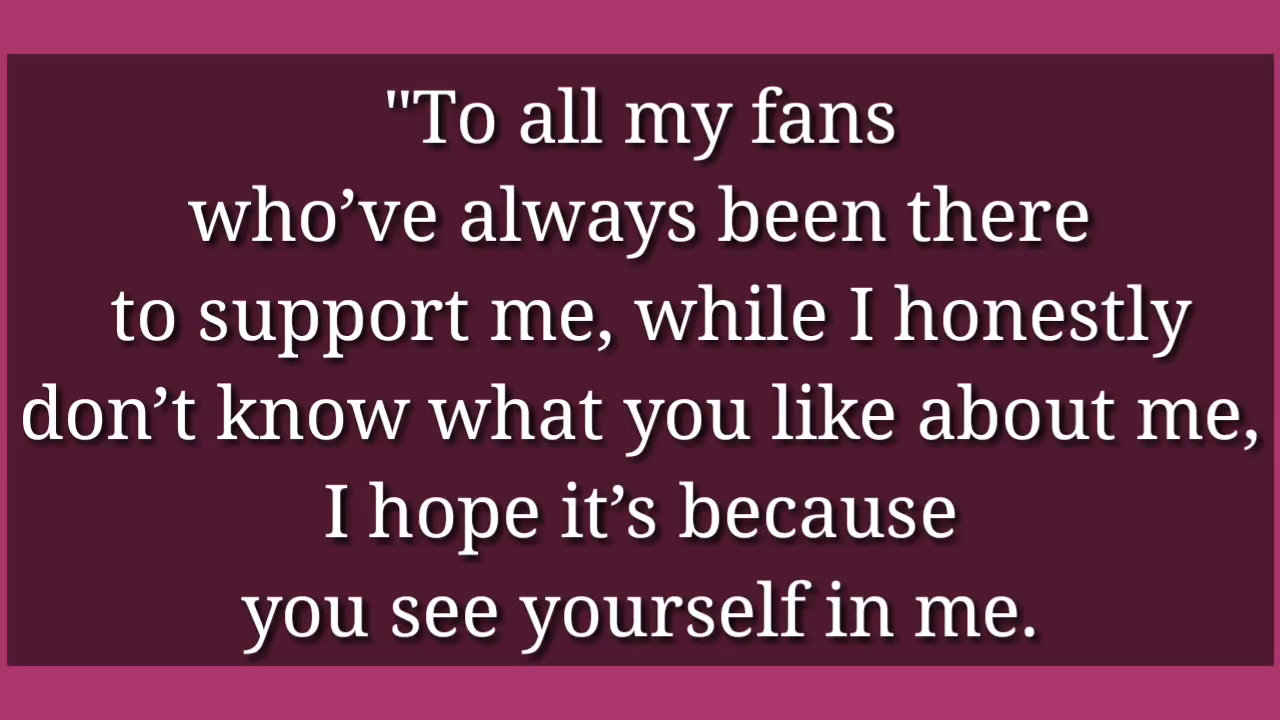 "To all my fans
who’ve always been there
to support me, while I honestly
don’t know what you like about me,
I hope it’s because
you see yourself in me.